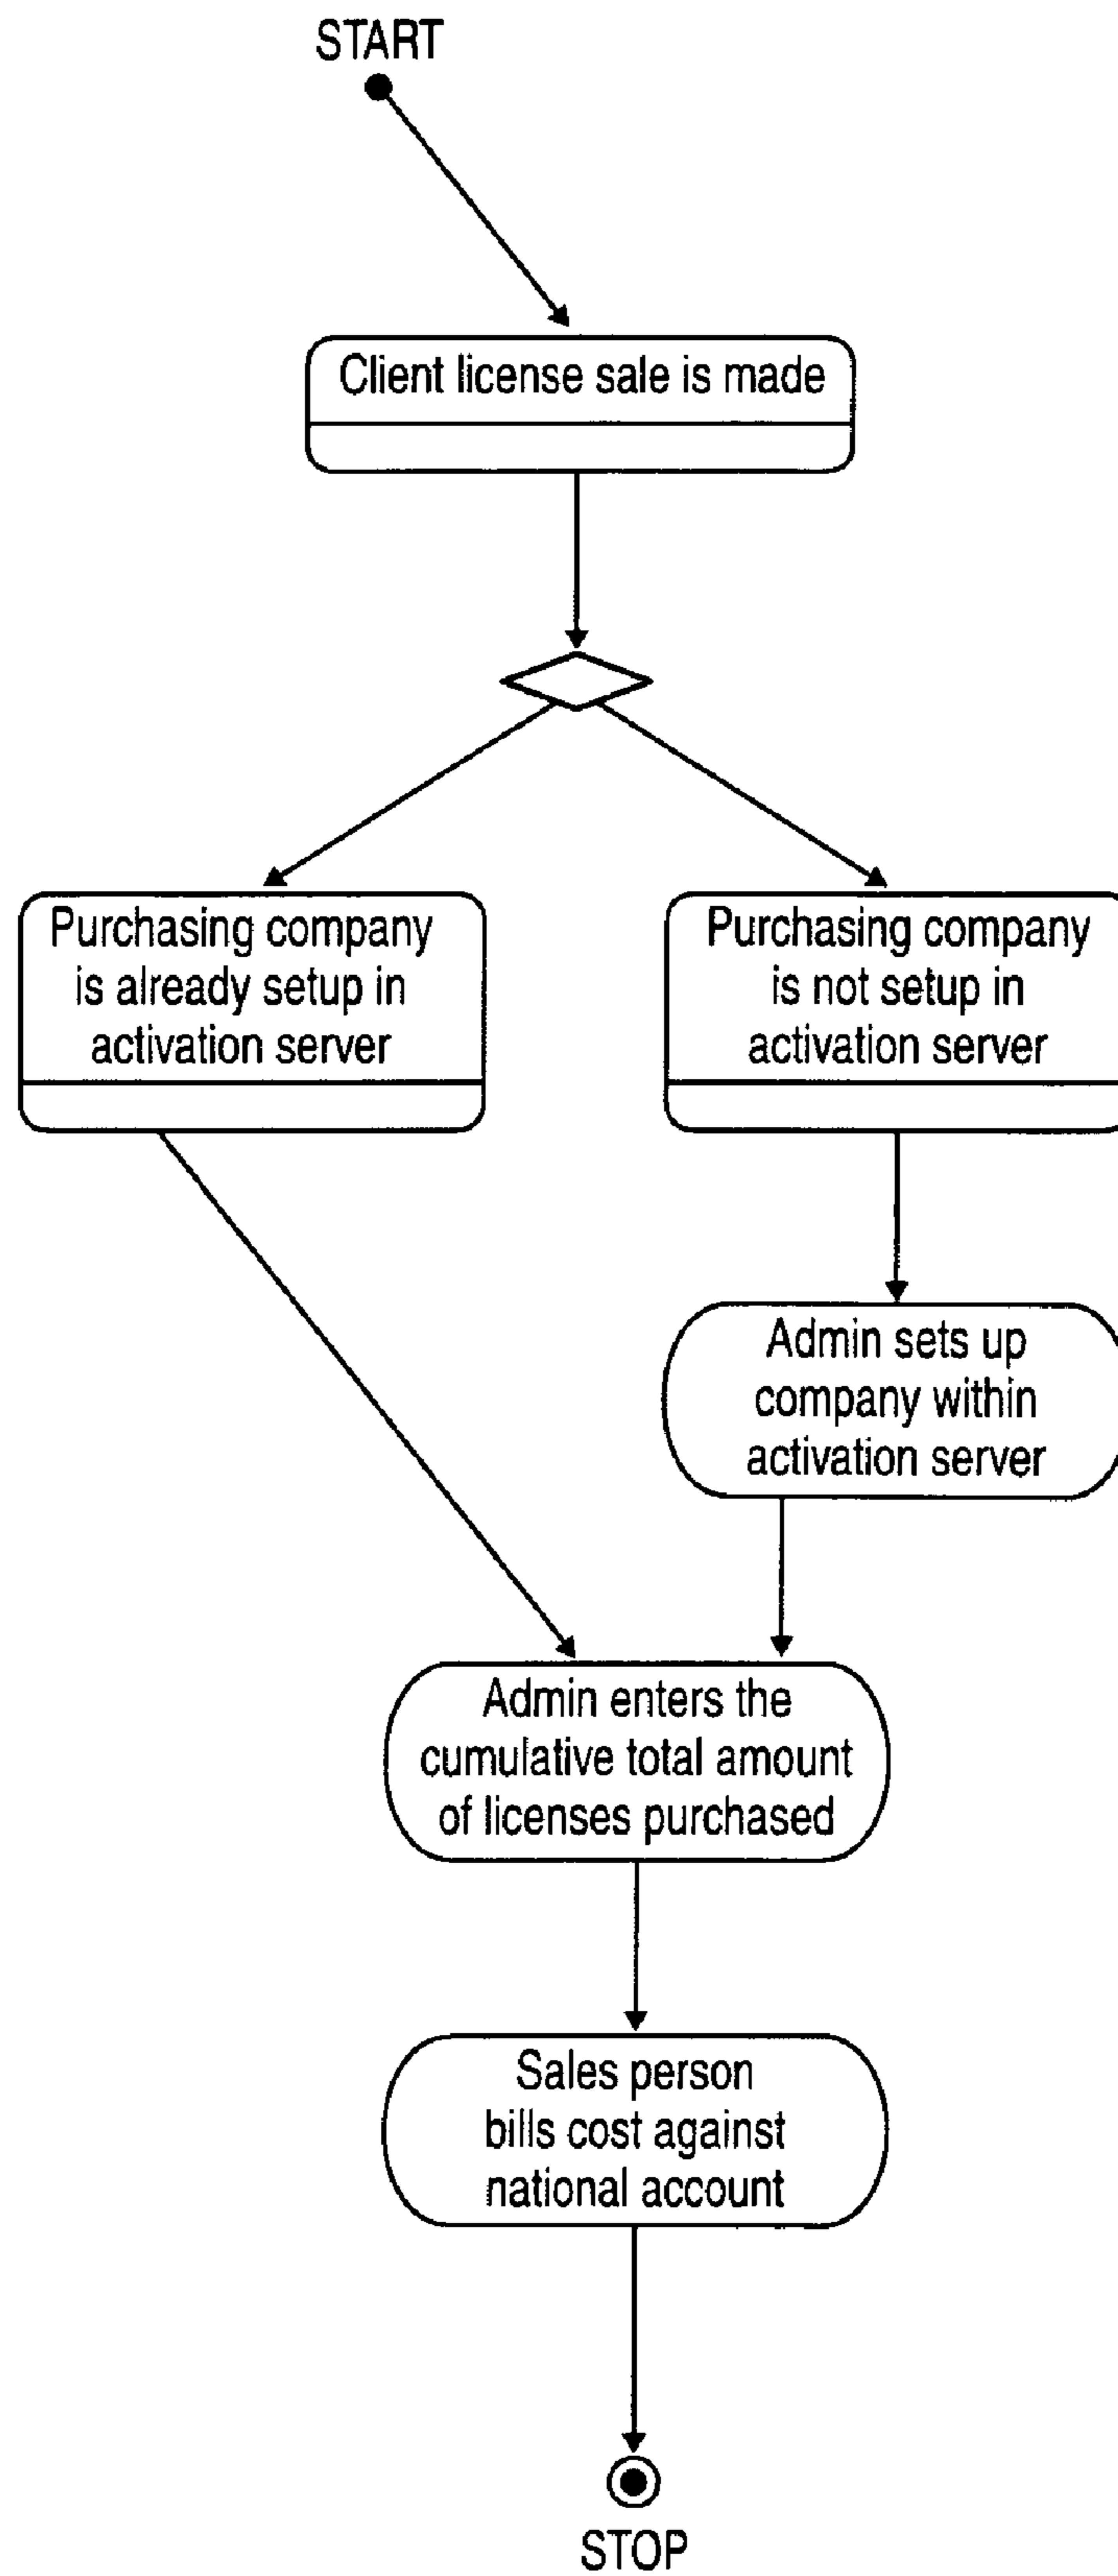 START
Client license sale is made
Purchasing company
is already setup in
activation server
Purchasing company
is not setup in
activation server
Admin sets up
company within
activation server
Admin enters the
cumulative total amount
of licenses purchased
Sales person
bills cost against
national account
STOP